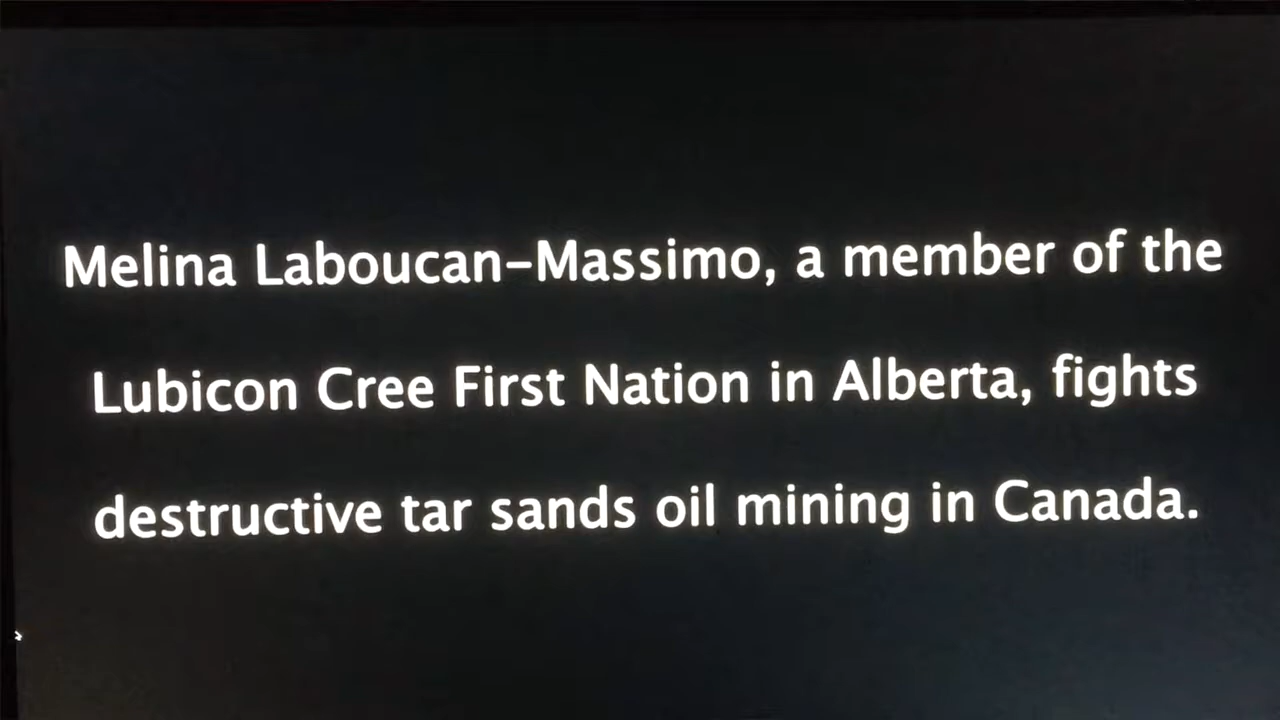 Melina Laboucan-Massimo, a member of the
Lubicon Cree First Nation in Alberta, fights
destructive tar sands oil mining in Canada.